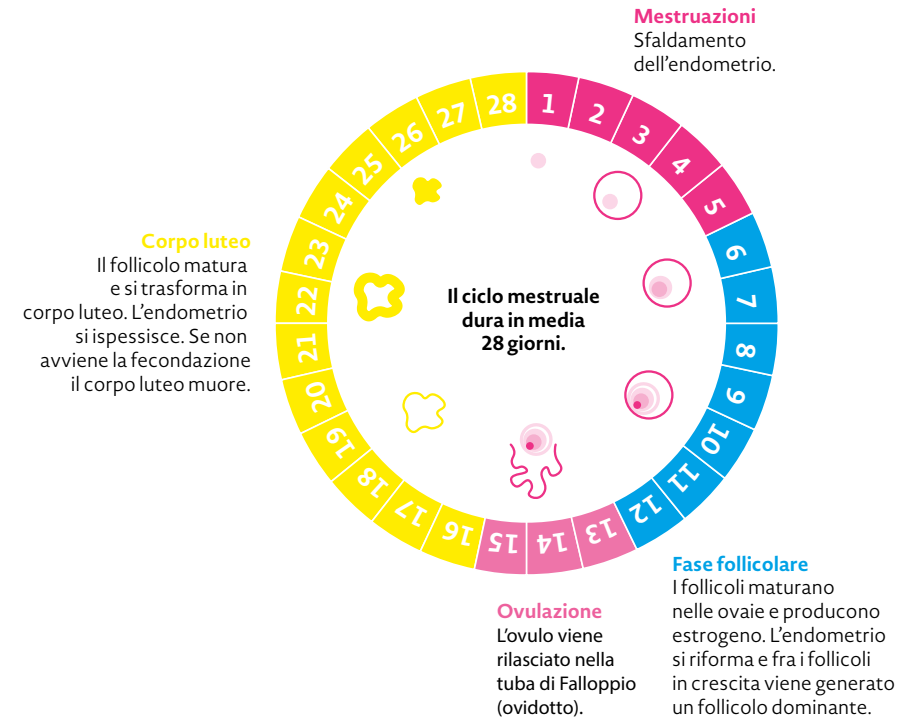 Mestruazioni
Sfaldamento
dell’endometrio.
1
2
3
4
5
6
7
8
9
10
11
12
13
14
15
16
17
18
19
20
21
22
23
24
25
26
27
28
Corpo luteo
Il follicolo matura
e si trasforma in
corpo luteo. L’endometrio
si ispessisce. Se non
avviene la fecondazione
il corpo luteo muore.
Il ciclo mestruale
dura in media
28 giorni.
Ovulazione
L’ovulo viene
rilasciato nella
tuba di Falloppio
(ovidotto).
Fase follicolare
I follicoli maturano
nelle ovaie e producono
estrogeno. L’endometrio
si riforma e fra i follicoli
in crescita viene generato
un follicolo dominante.